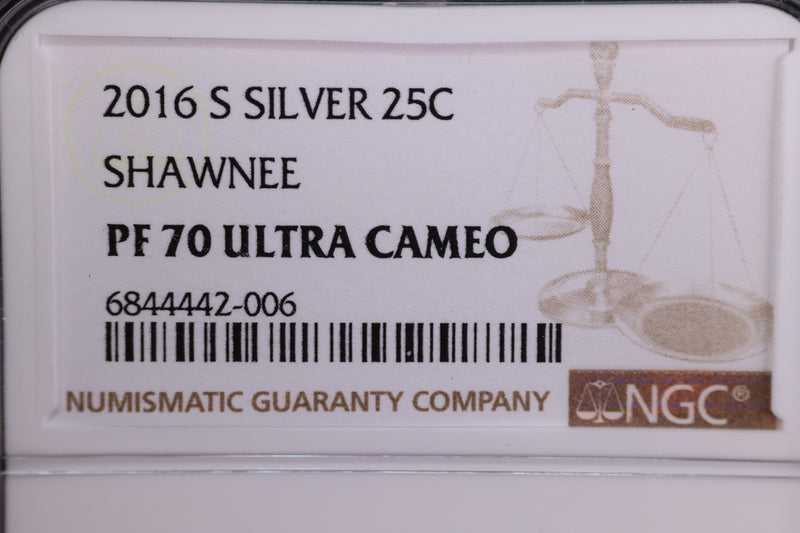 2016 S SILVER 25C
SHAWNEE
PF 70 ULTRA CAMEO
6844442-006
NUMISMATIC GUARANTY COMPANY
NGC®